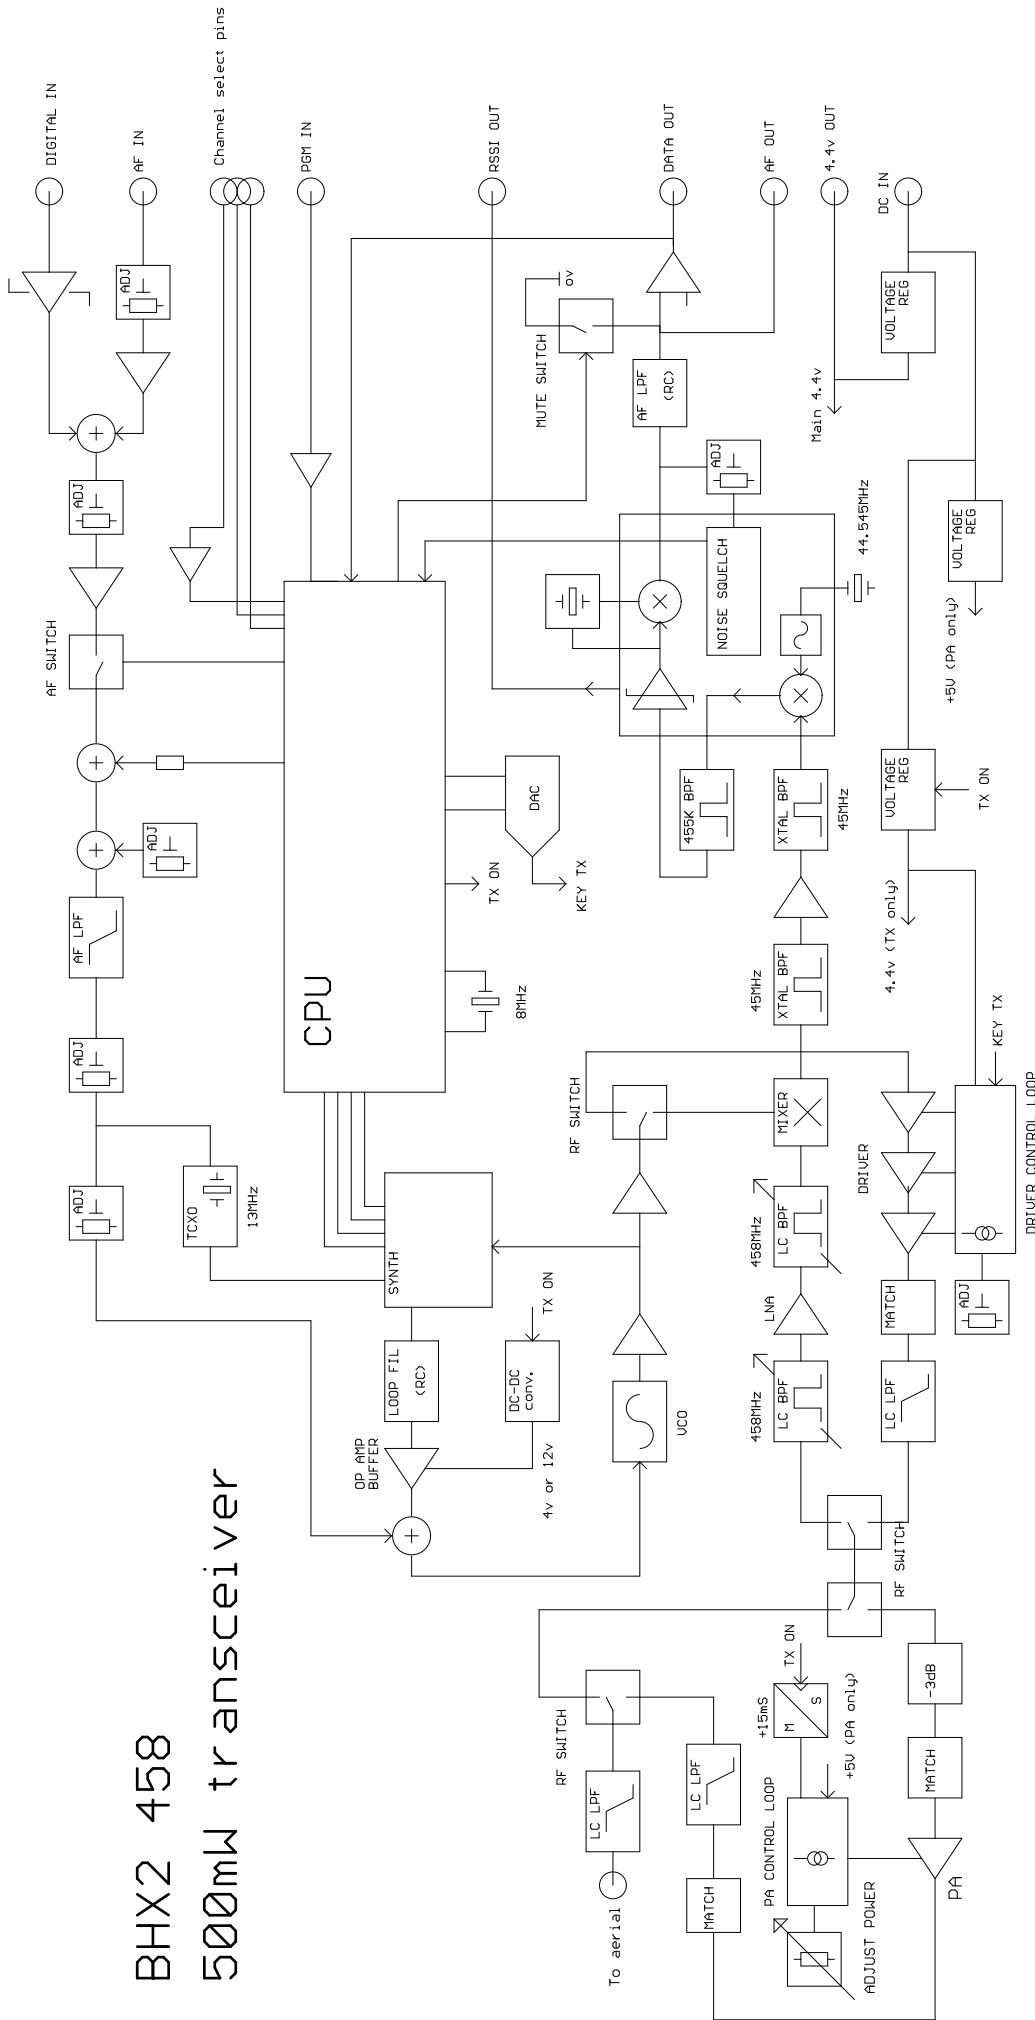 BHX2 458
500mW transceiver
DIGITAL IN
AF IN
Channel select pins
PGM IN
RSSI OUT
DATA OUT
AF OUT
4.4v OUT
DC IN
ADJ
ADJ
AF SWITCH
ADJ
AF LPF
ADJ
ADJ
TCXO
13MHz
CPU
8MHz
TX ON
DAC
KEY TX
SYNTH
LOOP FIL
(RC)
OP AMP
BUFFER
DC-DC
conv.
TX ON
4v or 12v
VCO
RF SWITCH
MUTE SWITCH
0v
AF LPF
(RC)
ADJ
NOISE SQUELCH
44.545MHz
455K BPF
XTAL BPF
45MHz
XTAL BPF
45MHz
MIXER
LC BPF
458MHz
LNA
LC BPF
458MHz
VOLTAGE
REG
Main 4.4v
VOLTAGE
REG
+5V (PA only)
VOLTAGE
REG
TX ON
4.4v (TX only)
KEY TX
DRIVER CONTROL LOOP
DRIVER
ADJ
MATCH
LC LPF
RF SWITCH
RF SWITCH
LC LPF
To aerial
LC LPF
MATCH
+15mS
M
S
TX ON
+5V (PA only)
PA CONTROL LOOP
ADJUST POWER
-3dB
MATCH
PA